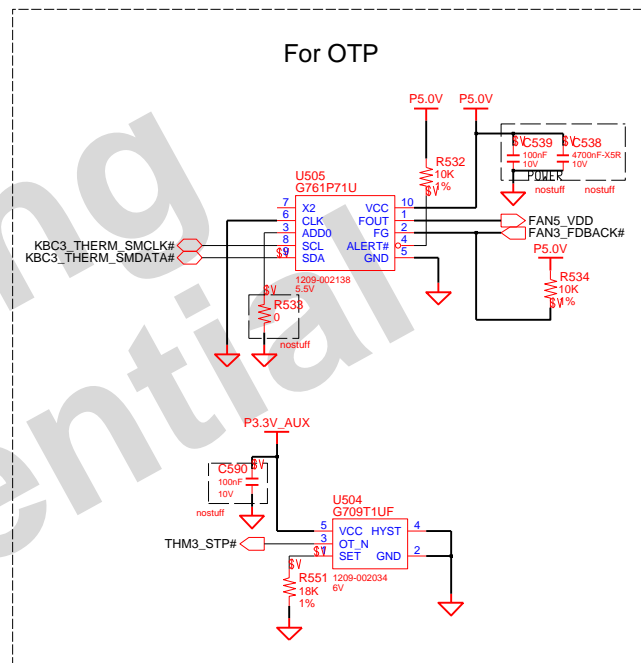 For OTP
P5.0V P5.0V
$V C539 100nF 10V
$V C538 4700nF-X5R 10V
POWER
nostuff nostuff
R532 10K $V 1%
U505
G761P71U
7 X2 VCC 10
6 CLK FOUT 1
3 ADD0 FG 2
8 SCL ALERT# 4
9 SDA GND 5
$V
1209-002138
5.5V
KBC3_THERM_SMCLK#
KBC3_THERM_SMDATA#
FAN5_VDD
FAN3_FDBACK#
P5.0V
R534
10K
$V 1%
$V
R533
0
nostuff
P3.3V_AUX
$V
C590
100nF
10V
nostuff
U504
G709T1UF
5 VCC HYST 4
3 OT_N
1 SET GND 2
$V
THM3_STP#
1209-002034
6V
$V
R551
18K
1%
ng
ential